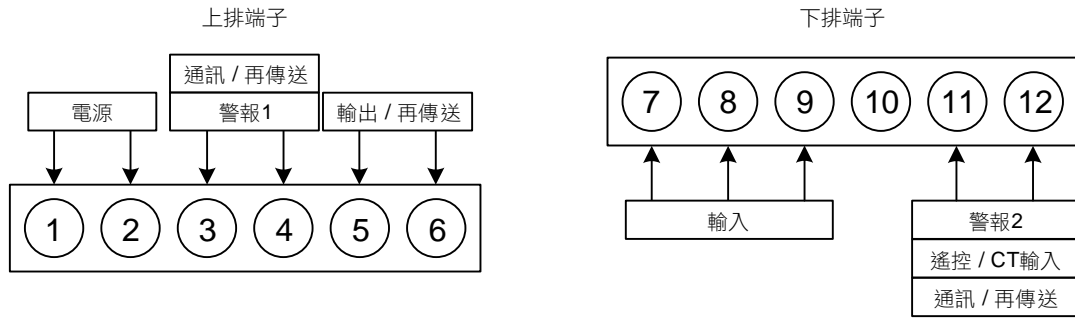 上排端子
通訊 / 再傳送
電源
警報1
輸出 / 再傳送
1 2 3 4 5 6
下排端子
7 8 9 10 11 12
輸入
警報2
遙控 / CT輸入
通訊 / 再傳送